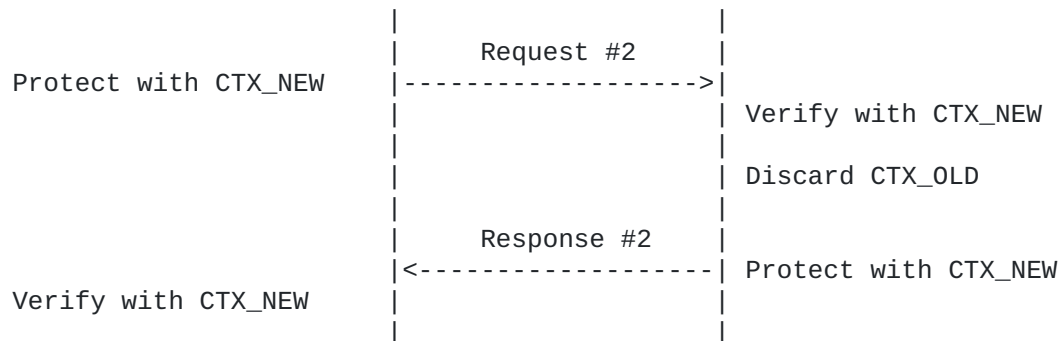 |                    |
                        |     Request #2     |
Protect with CTX_NEW    |------------------->|
                        |                    | Verify with CTX_NEW
                        |                    |
                        |                    | Discard CTX_OLD
                        |                    |
                        |     Response #2    |
                        |<-------------------| Protect with CTX_NEW
Verify with CTX_NEW     |                    |
                        |                    |